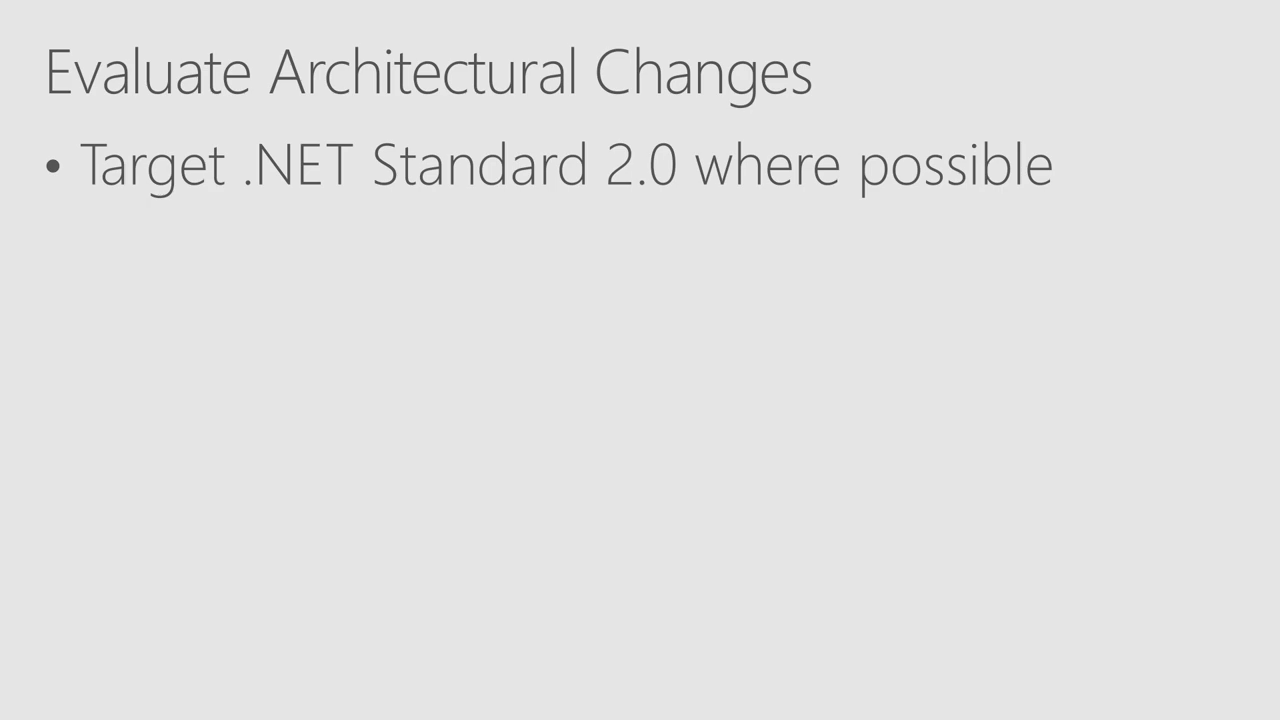 Evaluate Architectural Changes
• Target .NET Standard 2.0 where possible